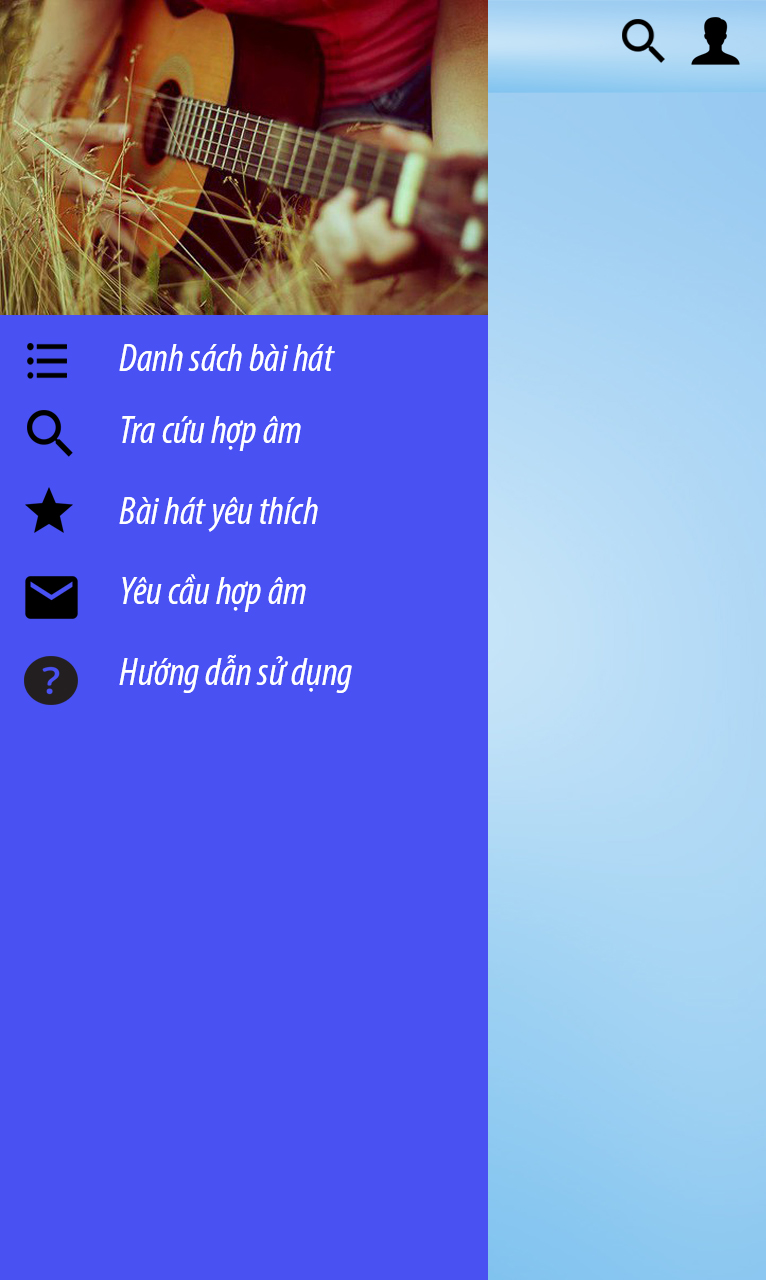 Danh sách bài hát
Tra cứu hợp âm
Bài hát yêu thích
Yêu cầu hợp âm
Hướng dẫn sử dụng